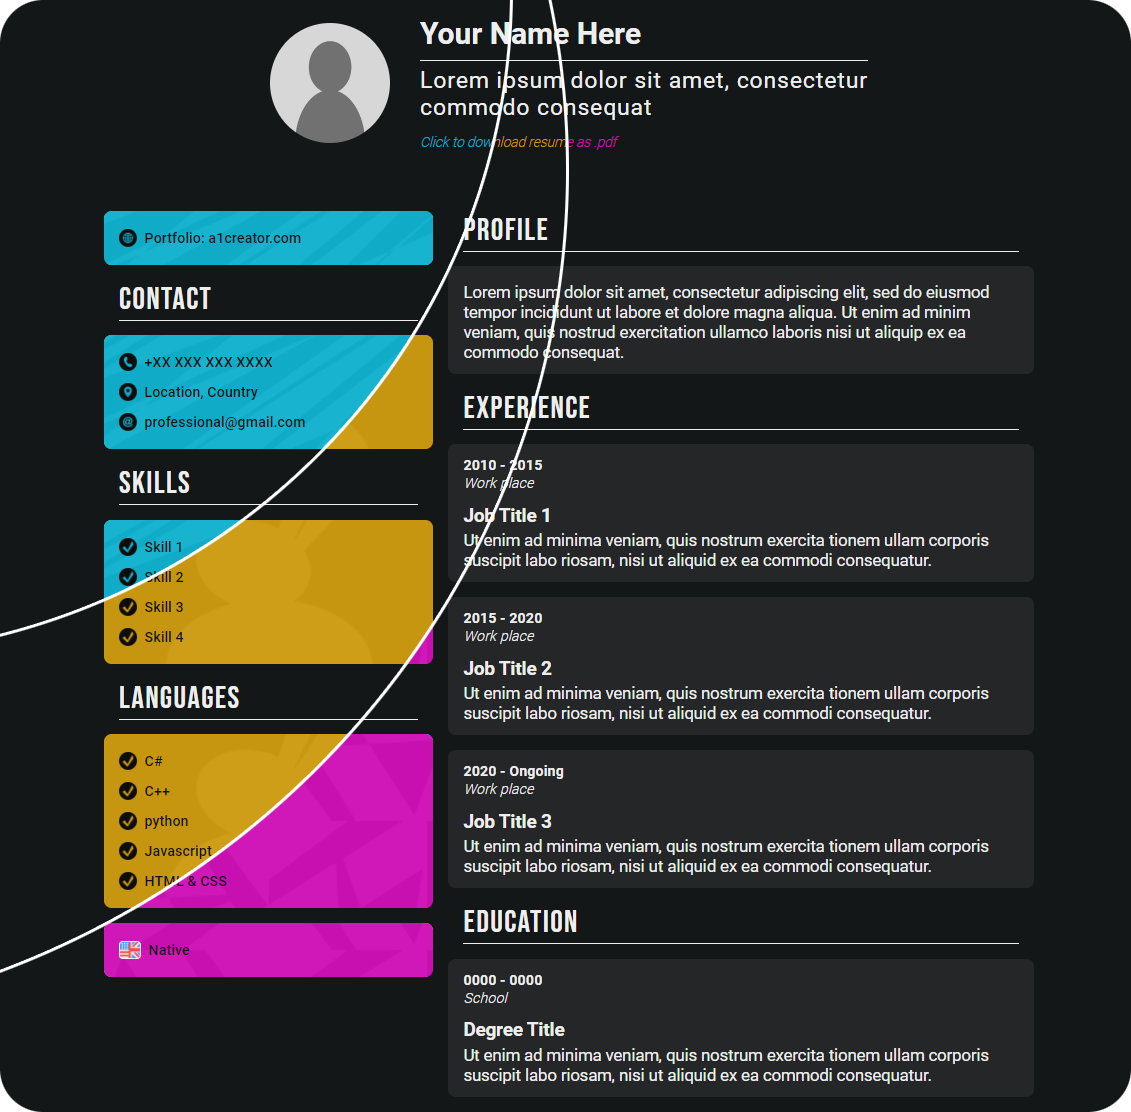 Your Name Here
Lorem ipsum dolor sit amet, consectetur
commodo consequat
Click to download resume as .pdf
Portfolio: a1creator.com
CONTACT
+XX XXX XXX XXXX
Location, Country
professional@gmail.com
SKILLS
Skill 1
Skill 2
Skill 3
Skill 4
LANGUAGES
C#
C++
python
Javascript
HTML & CSS
Native
PROFILE
Lorem ipsum dolor sit amet, consectetur adipiscing elit, sed do eiusmod
tempor incididunt ut labore et dolore magna aliqua. Ut enim ad minim
veniam, quis nostrud exercitation ullamco laboris nisi ut aliquip ex ea
commodo consequat.
EXPERIENCE
2010 - 2015
Work place
Job Title 1
Ut enim ad minima veniam, quis nostrum exercita tionem ullam corporis
suscipit labo riosam, nisi ut aliquid ex ea commodi consequatur.
2015 - 2020
Work place
Job Title 2
Ut enim ad minima veniam, quis nostrum exercita tionem ullam corporis
suscipit labo riosam, nisi ut aliquid ex ea commodi consequatur.
2020 - Ongoing
Work place
Job Title 3
Ut enim ad minima veniam, quis nostrum exercita tionem ullam corporis
suscipit labo riosam, nisi ut aliquid ex ea commodi consequatur.
EDUCATION
0000 - 0000
School
Degree Title
Ut enim ad minima veniam, quis nostrum exercita tionem ullam corporis
suscipit labo riosam, nisi ut aliquid ex ea commodi consequatur.